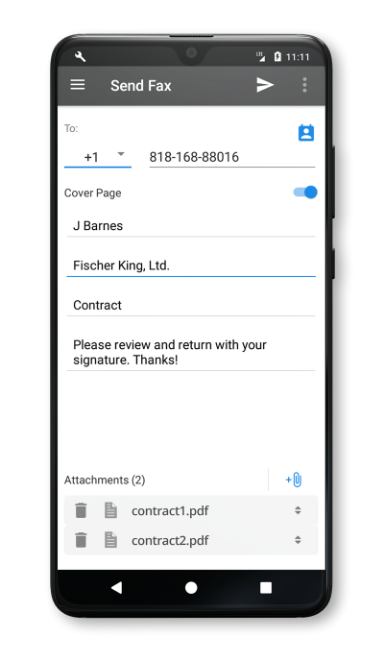 11:11
Send Fax
To:
+1 818-168-88016
Cover Page
J Barnes
Fischer King, Ltd.
Contract
Please review and return with your
signature. Thanks!
Attachments (2)
+
contract1.pdf
contract2.pdf